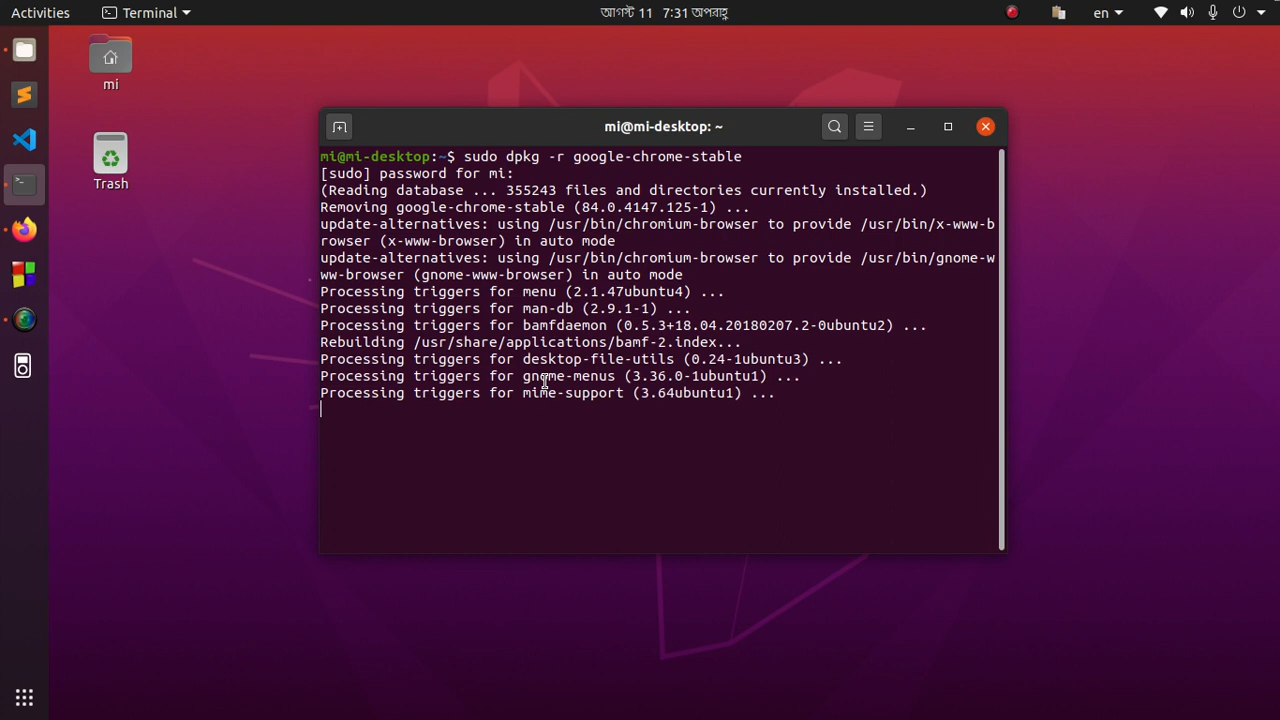 Activities
Terminal
আগস্ট 11 7:31 অপরাহ্ণ
en
mi
Trash
mi@mi-desktop: ~
mi@mi-desktop:~$ sudo dpkg -r google-chrome-stable
[sudo] password for mi:
(Reading database ... 355243 files and directories currently installed.)
Removing google-chrome-stable (84.0.4147.125-1) ...
update-alternatives: using /usr/bin/chromium-browser to provide /usr/bin/x-www-b
rowser (x-www-browser) in auto mode
update-alternatives: using /usr/bin/chromium-browser to provide /usr/bin/gnome-w
ww-browser (gnome-www-browser) in auto mode
Processing triggers for menu (2.1.47ubuntu4) ...
Processing triggers for man-db (2.9.1-1) ...
Processing triggers for bamfdaemon (0.5.3+18.04.20180207.2-0ubuntu2) ...
Rebuilding /usr/share/applications/bamf-2.index...
Processing triggers for desktop-file-utils (0.24-1ubuntu3) ...
Processing triggers for gnome-menus (3.36.0-1ubuntu1) ...
Processing triggers for mime-support (3.64ubuntu1) ...